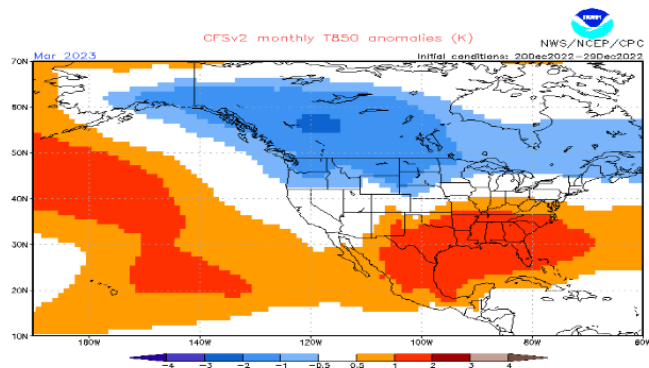 CFSv2 monthly T850 anomalies (K)
NWS/NCEP/CPC
Mar 2023
Initial conditions: 20Dec2022-29Dec2022
70N
60N
50N
40N
30N
20N
10N
160W 140W 120W 100W 80W 60W
-4 -3 -2 -1 -0.5 0.5 1 2 3 4